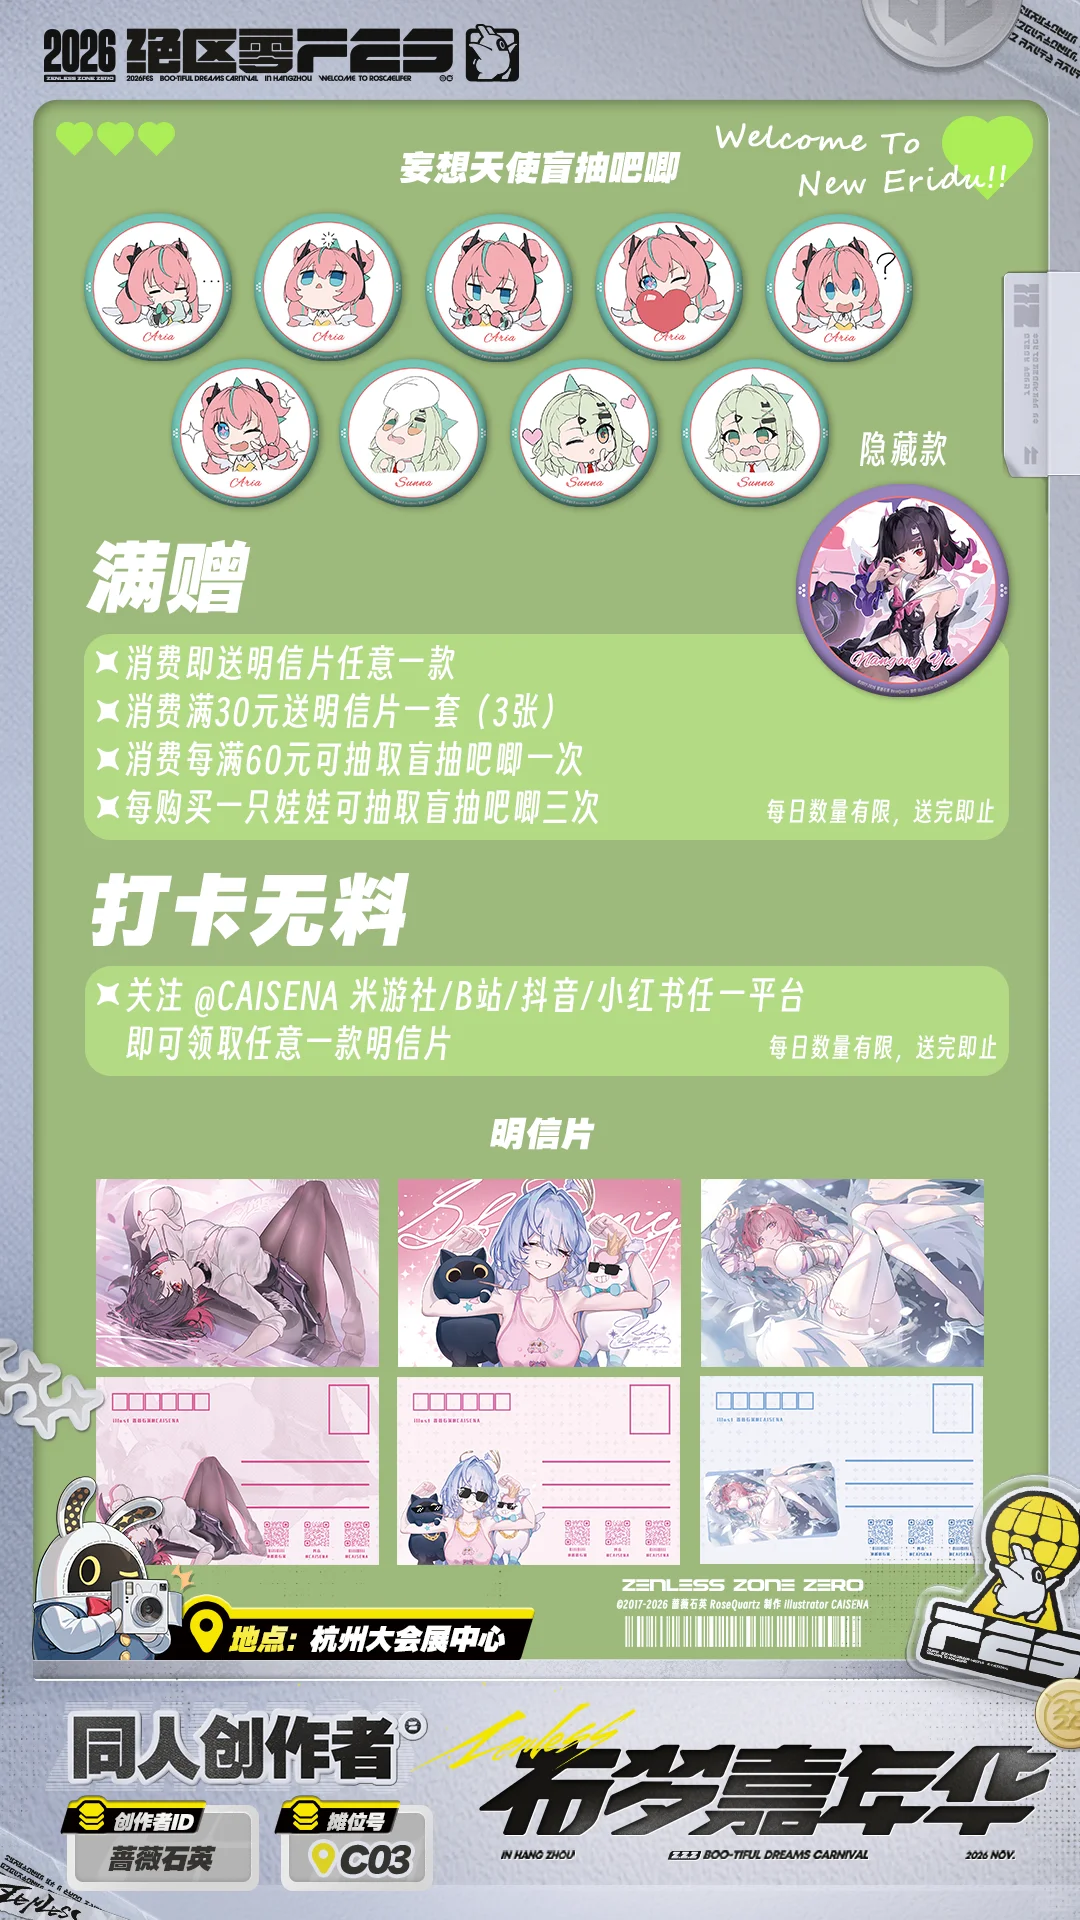 2026 绝区零FES
ZENLESS ZONE ZERO 2026FES BOO-TIFUL DREAMS CARNIVAL IN HANGZHOU WELCOME TO ROSCAELIFER
Welcome To
New Eridu!!
妄想天使盲抽吧唧
...
?
Aria
Aria
Aria
Aria
Aria
Aria
Sunna
Sunna
Sunna
隐藏款
Nangong Yu
满赠
消费即送明信片任意一款
消费满30元送明信片一套（3张）
消费每满60元可抽取盲抽吧唧一次
每购买一只娃娃可抽取盲抽吧唧三次
每日数量有限，送完即止
打卡无料
关注 @CAISENA 米游社/B站/抖音/小红书任一平台
即可领取任意一款明信片
每日数量有限，送完即止
明信片
ZENLESS ZONE ZERO
©2017-2026 蔷薇石英 RoseQuartz 制作 Illustrator CAISENA
地点：杭州大会展中心
FES
同人创作者
Zenless
布梦嘉年华
创作者ID
蔷薇石英
摊位号
C03
IN HANG ZHOU
ZZZ BOO-TIFUL DREAMS CARNIVAL
2026 NOV.